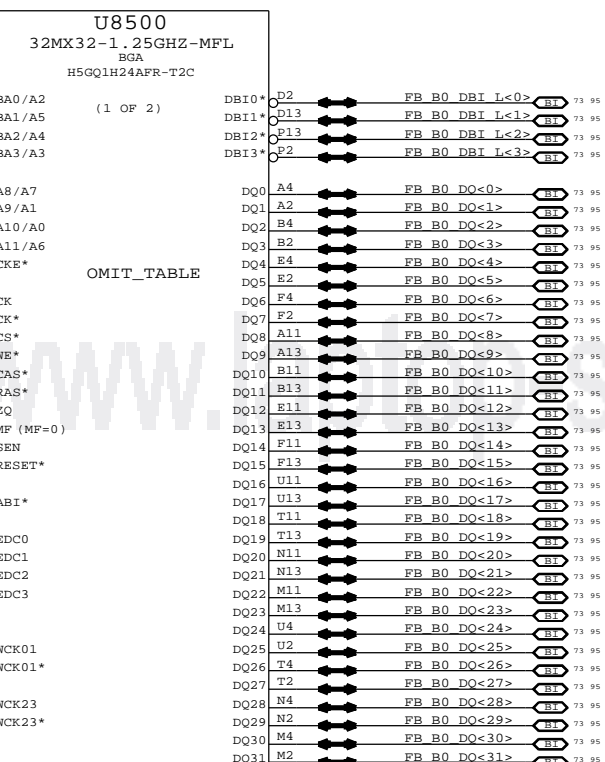 U8500
32MX32-1.25GHZ-MFL
BGA
H5GQ1H24AFR-T2C
(1 OF 2)
OMIT_TABLE
BA0/A2 DBI0* D2 FB_B0_DBI_L<0> BI 73 95
BA1/A5 DBI1* D13 FB_B0_DBI_L<1> BI 73 95
BA2/A4 DBI2* P13 FB_B0_DBI_L<2> BI 73 95
BA3/A3 DBI3* P2 FB_B0_DBI_L<3> BI 73 95
A8/A7 DQ0 A4 FB_B0_DQ<0> BI 73 95
A9/A1 DQ1 A2 FB_B0_DQ<1> BI 73 95
A10/A0 DQ2 B4 FB_B0_DQ<2> BI 73 95
A11/A6 DQ3 B2 FB_B0_DQ<3> BI 73 95
CKE* DQ4 E4 FB_B0_DQ<4> BI 73 95
DQ5 E2 FB_B0_DQ<5> BI 73 95
CK DQ6 F4 FB_B0_DQ<6> BI 73 95
CK* DQ7 F2 FB_B0_DQ<7> BI 73 95
CS* DQ8 A11 FB_B0_DQ<8> BI 73 95
WE* DQ9 A13 FB_B0_DQ<9> BI 73 95
CAS* DQ10 B11 FB_B0_DQ<10> BI 73 95
RAS* DQ11 B13 FB_B0_DQ<11> BI 73 95
ZQ DQ12 E11 FB_B0_DQ<12> BI 73 95
MF (MF=0) DQ13 E13 FB_B0_DQ<13> BI 73 95
SEN DQ14 F11 FB_B0_DQ<14> BI 73 95
RESET* DQ15 F13 FB_B0_DQ<15> BI 73 95
DQ16 U11 FB_B0_DQ<16> BI 73 95
ABI* DQ17 U13 FB_B0_DQ<17> BI 73 95
DQ18 T11 FB_B0_DQ<18> BI 73 95
EDC0 DQ19 T13 FB_B0_DQ<19> BI 73 95
EDC1 DQ20 N11 FB_B0_DQ<20> BI 73 95
EDC2 DQ21 N13 FB_B0_DQ<21> BI 73 95
EDC3 DQ22 M11 FB_B0_DQ<22> BI 73 95
DQ23 M13 FB_B0_DQ<23> BI 73 95
DQ24 U4 FB_B0_DQ<24> BI 73 95
WCK01 DQ25 U2 FB_B0_DQ<25> BI 73 95
WCK01* DQ26 T4 FB_B0_DQ<26> BI 73 95
DQ27 T2 FB_B0_DQ<27> BI 73 95
WCK23 DQ28 N4 FB_B0_DQ<28> BI 73 95
WCK23* DQ29 N2 FB_B0_DQ<29> BI 73 95
DQ30 M4 FB_B0_DQ<30> BI 73 95
DQ31 M2 FB_B0_DQ<31> BI 73 95